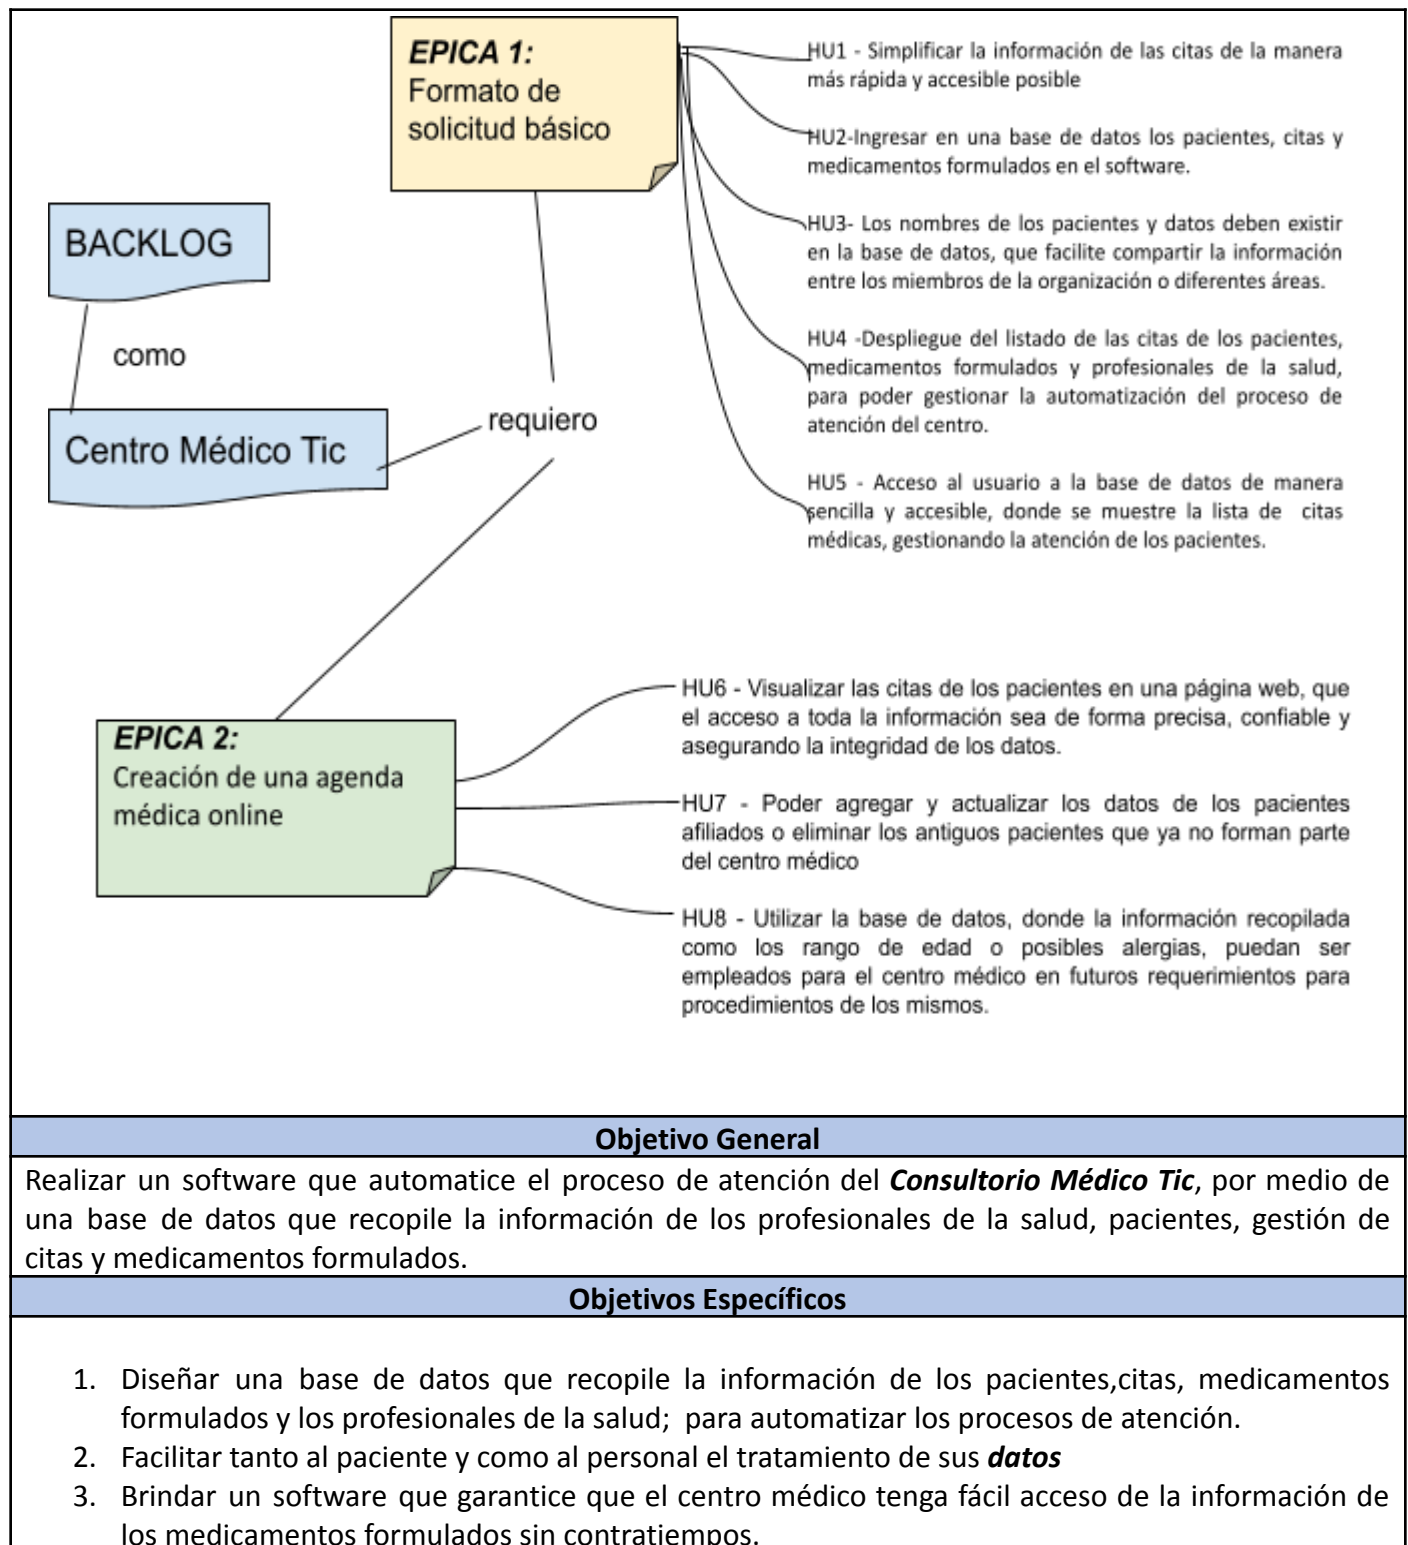 EPICA 1:
Formato de
solicitud básico
HU1 - Simplificar la información de las citas de la manera
más rápida y accesible posible
HU2-Ingresar en una base de datos los pacientes, citas y
medicamentos formulados en el software.
HU3- Los nombres de los pacientes y datos deben existir
en la base de datos, que facilite compartir la información
entre los miembros de la organización o diferentes áreas.
HU4 -Despliegue del listado de las citas de los pacientes,
medicamentos formulados y profesionales de la salud,
para poder gestionar la automatización del proceso de
atención del centro.
HU5 - Acceso al usuario a la base de datos de manera
sencilla y accesible, donde se muestre la lista de citas
médicas, gestionando la atención de los pacientes.
BACKLOG
como
Centro Médico Tic
requiero
EPICA 2:
Creación de una agenda
médica online
HU6 - Visualizar las citas de los pacientes en una página web, que
el acceso a toda la información sea de forma precisa, confiable y
asegurando la integridad de los datos.
HU7 - Poder agregar y actualizar los datos de los pacientes
afiliados o eliminar los antiguos pacientes que ya no forman parte
del centro médico
HU8 - Utilizar la base de datos, donde la información recopilada
como los rango de edad o posibles alergias, puedan ser
empleados para el centro médico en futuros requerimientos para
procedimientos de los mismos.
Objetivo General
Realizar un software que automatice el proceso de atención del Consultorio Médico Tic, por medio de
una base de datos que recopile la información de los profesionales de la salud, pacientes, gestión de
citas y medicamentos formulados.
Objetivos Específicos
1. Diseñar una base de datos que recopile la información de los pacientes,citas, medicamentos
formulados y los profesionales de la salud; para automatizar los procesos de atención.
2. Facilitar tanto al paciente y como al personal el tratamiento de sus datos
3. Brindar un software que garantice que el centro médico tenga fácil acceso de la información de
los medicamentos formulados sin contratiempos.